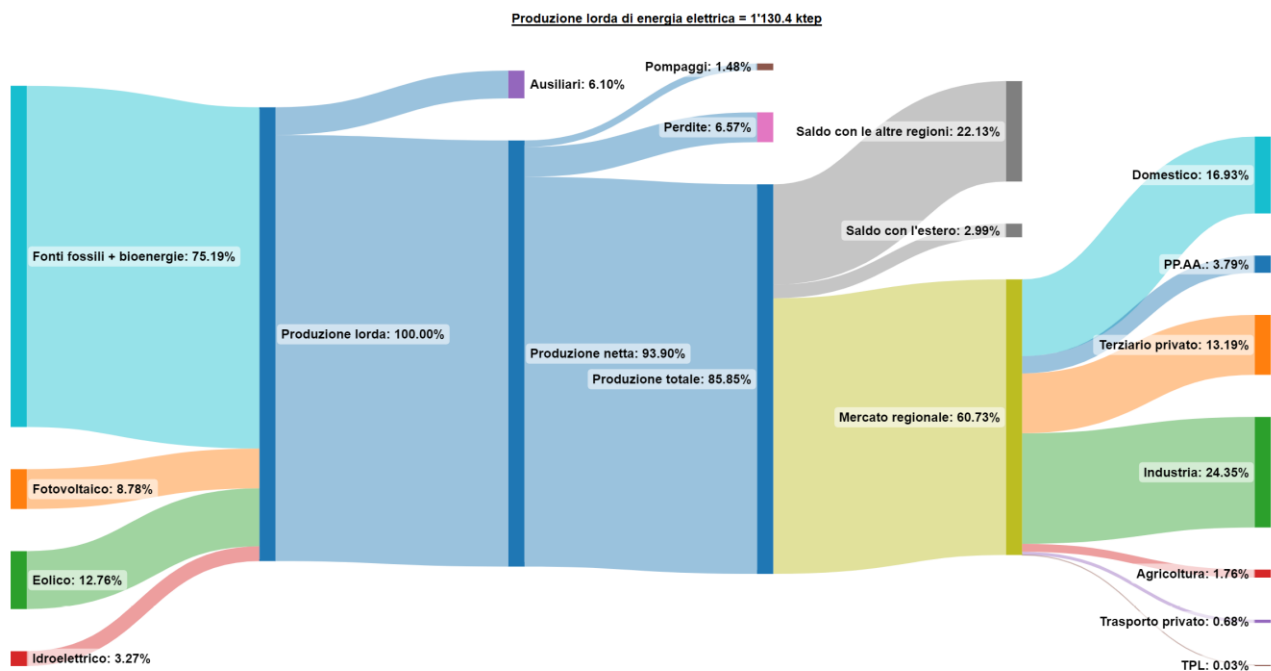 Produzione lorda di energia elettrica = 1'130.4 ktep
Pompaggi: 1.48%
Ausiliari: 6.10%
Perdite: 6.57%
Saldo con le altre regioni: 22.13%
Domestico: 16.93%
Saldo con l'estero: 2.99%
Fonti fossili + bioenergie: 75.19%
PP.AA.: 3.79%
Produzione lorda: 100.00%
Terziario privato: 13.19%
Produzione netta: 93.90%
Produzione totale: 85.85%
Mercato regionale: 60.73%
Industria: 24.35%
Fotovoltaico: 8.78%
Eolico: 12.76%
Agricoltura: 1.76%
Trasporto privato: 0.68%
Idroelettrico: 3.27%
TPL: 0.03%